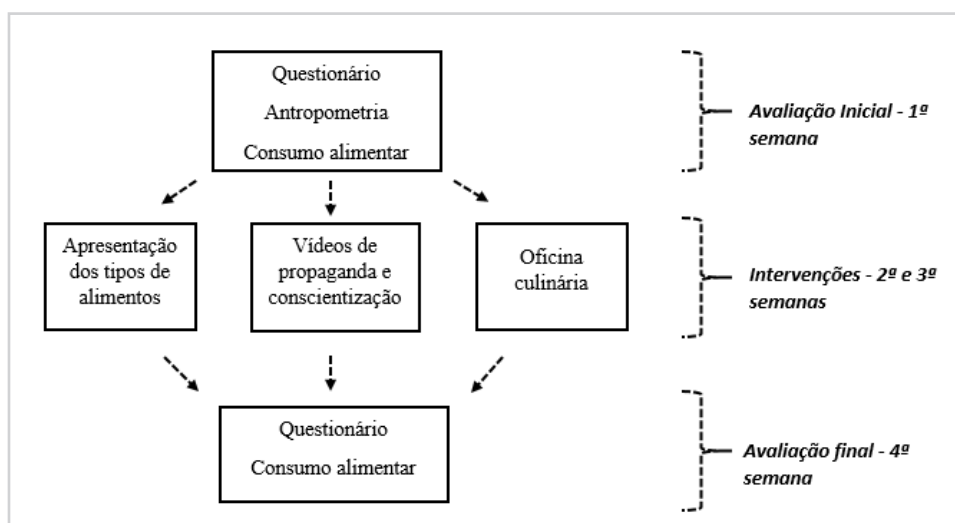 Questionário
Antropometria
Consumo alimentar
Avaliação Inicial - 1ª
semana
Apresentação
dos tipos de
alimentos
Vídeos de
propaganda e
conscientização
Oficina
culinária
Intervenções - 2ª e 3ª
semanas
Questionário
Consumo alimentar
Avaliação final - 4ª
semana